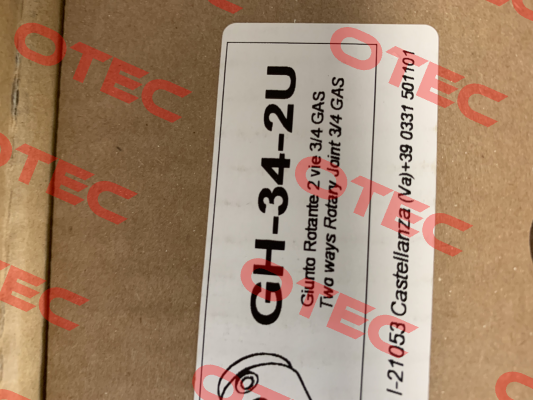 GH-34-2U
Giunto Rotante 2 vie 3/4 GAS
Two ways Rotary Joint 3/4 GAS
I-21053 Castellanza (Va)+39 0331 501101
OTEC
OTEC
OTEC
OTEC
OTEC
OTEC